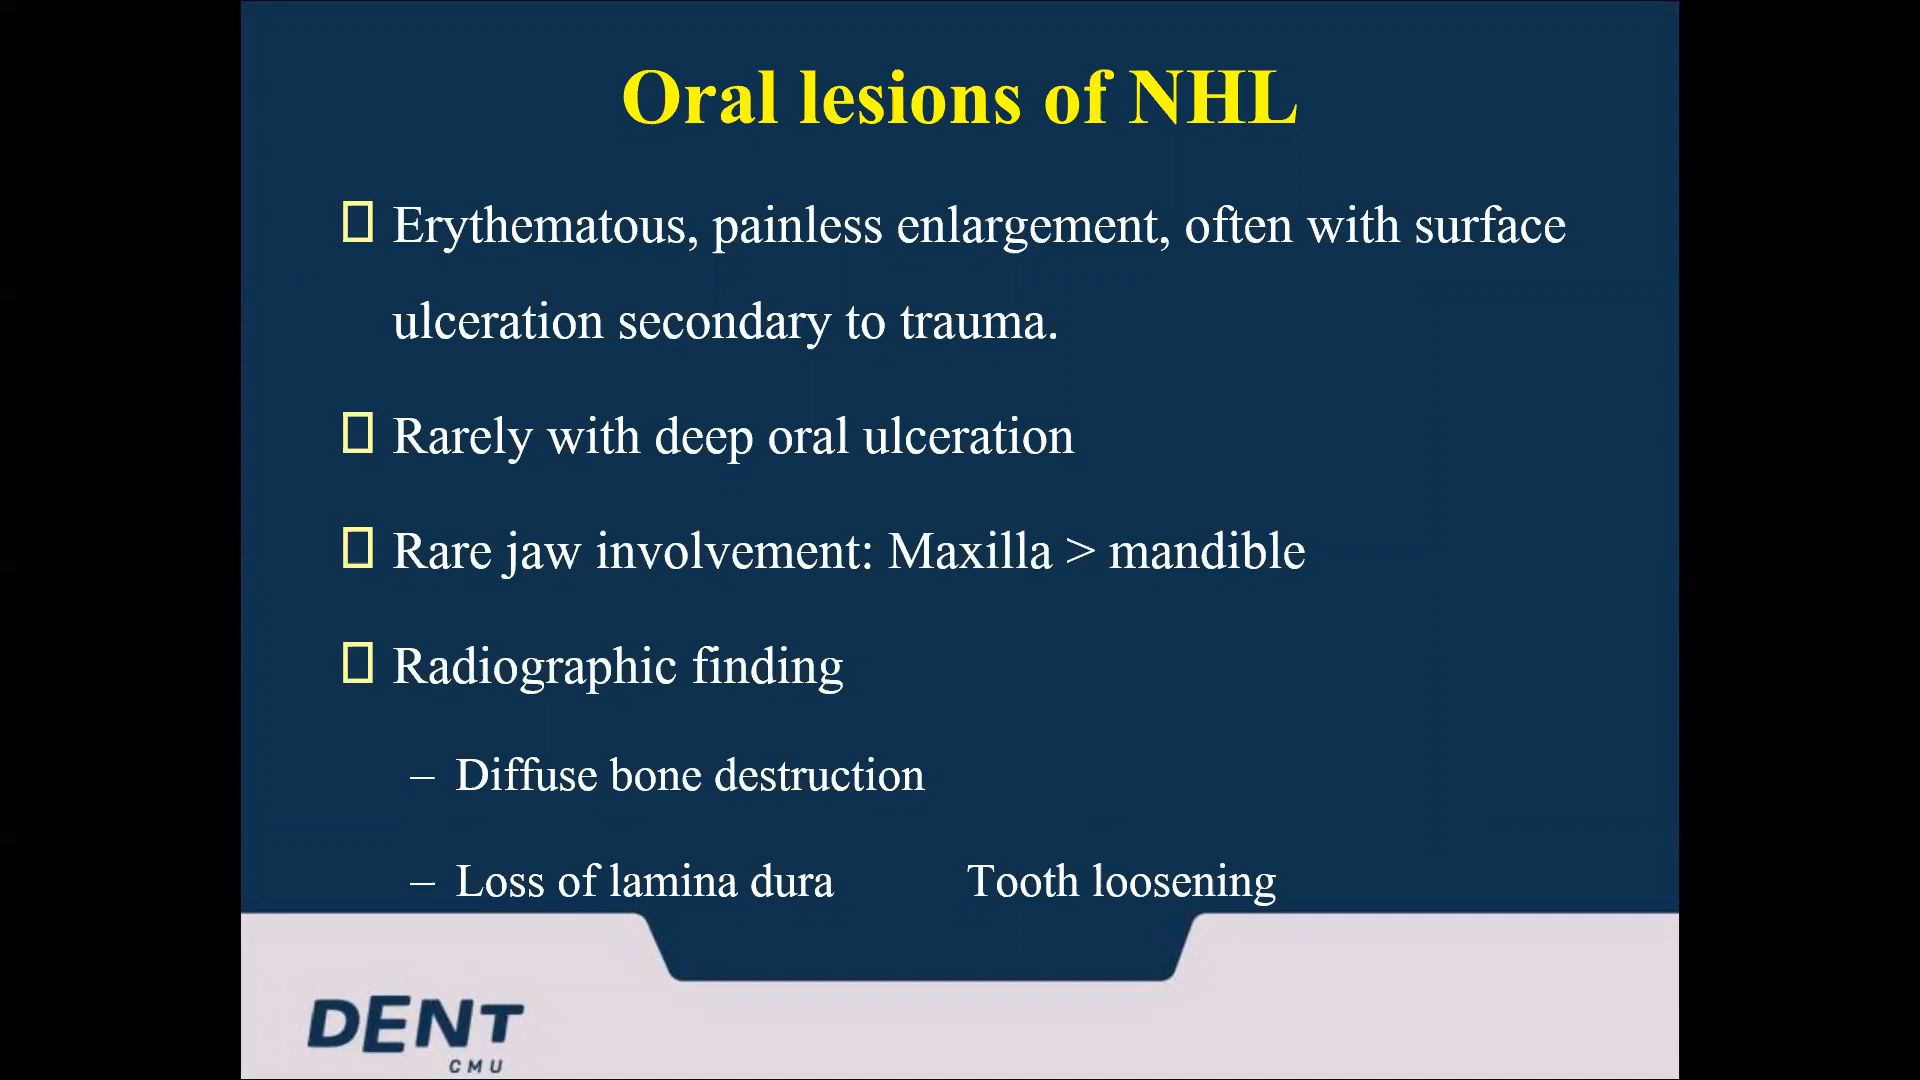 Oral lesions of NHL
Erythematous, painless enlargement, often with surface
ulceration secondary to trauma.
Rarely with deep oral ulceration
Rare jaw involvement: Maxilla > mandible
Radiographic finding
– Diffuse bone destruction
– Loss of lamina dura Tooth loosening
DENT
CMU